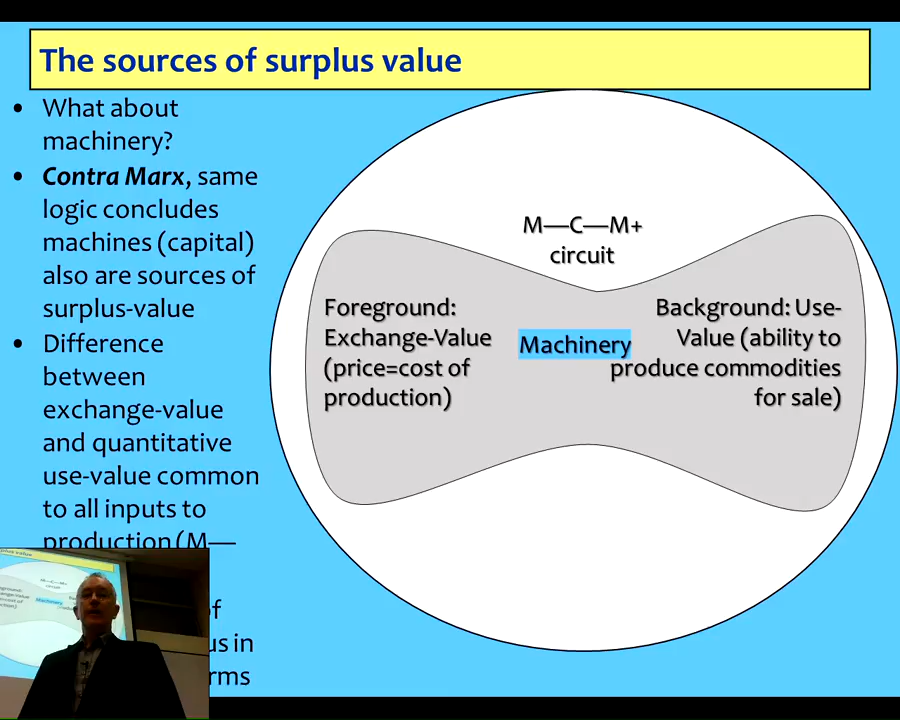 The sources of surplus value
• What about
machinery?
• Contra Marx, same
logic concludes
machines (capital)
also are sources of
surplus-value
• Difference
between
exchange-value
and quantitative
use-value common
to all inputs to
production (M—
of
us in
rms
M—C—M+
circuit
Foreground:
Exchange-Value
(price=cost of
production)
Machinery
Background: Use-
Value (ability to
produce commodities
for sale)